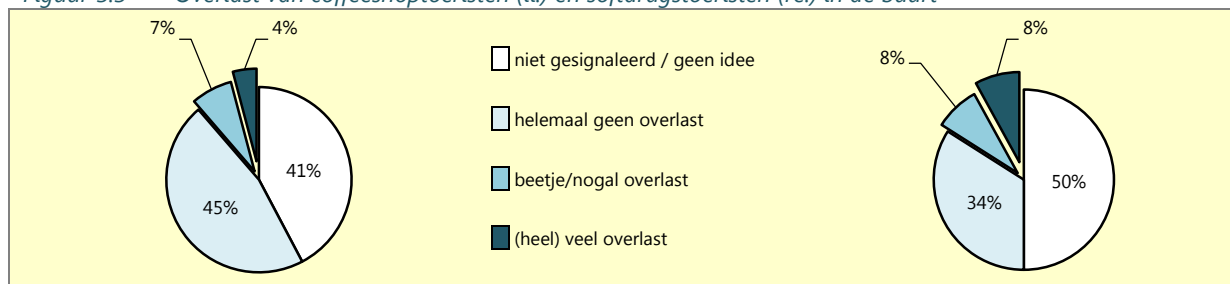 7%
4%
41%
45%
niet gesignaleerd / geen idee
helemaal geen overlast
beetje/nogal overlast
(heel) veel overlast
8%
8%
50%
34%